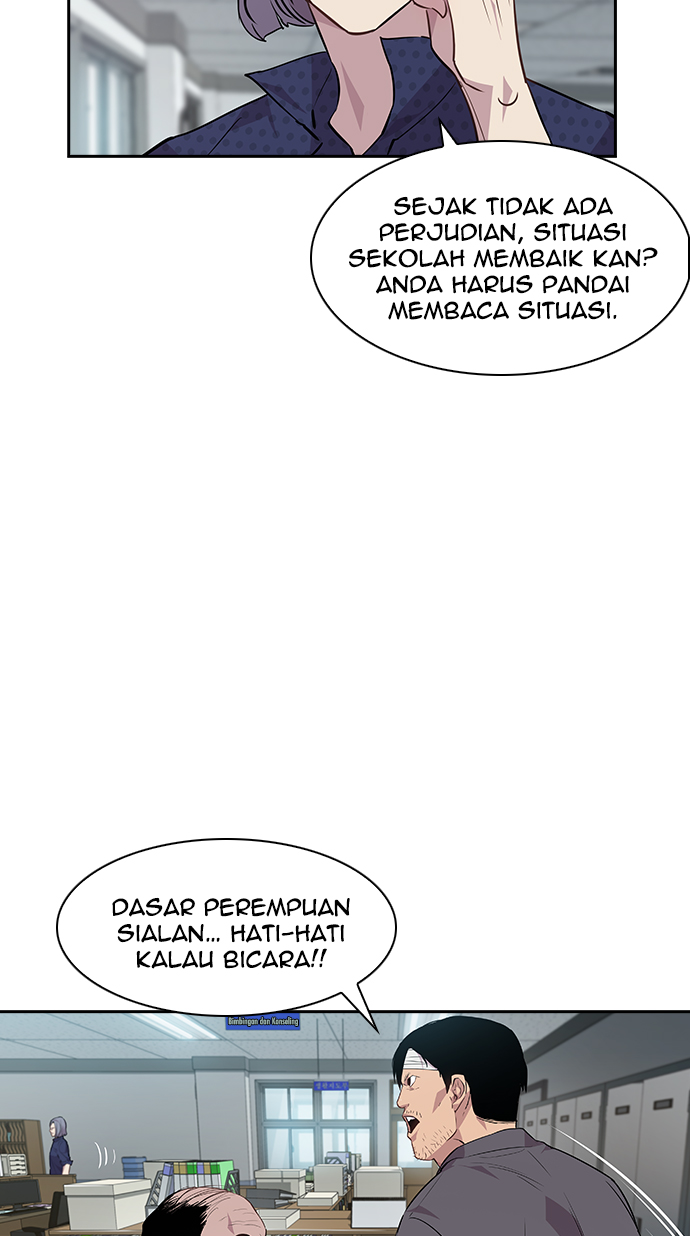 SEJAK TIDAK ADA
PERJUDIAN, SITUASI
SEKOLAH MEMBAIK KAN?
ANDA HARUS PANDAI
MEMBACA SITUASI.
DASAR PEREMPUAN
SIALAN... HATI-HATI
KALAU BICARA!!
Bimbingan dan Konseling